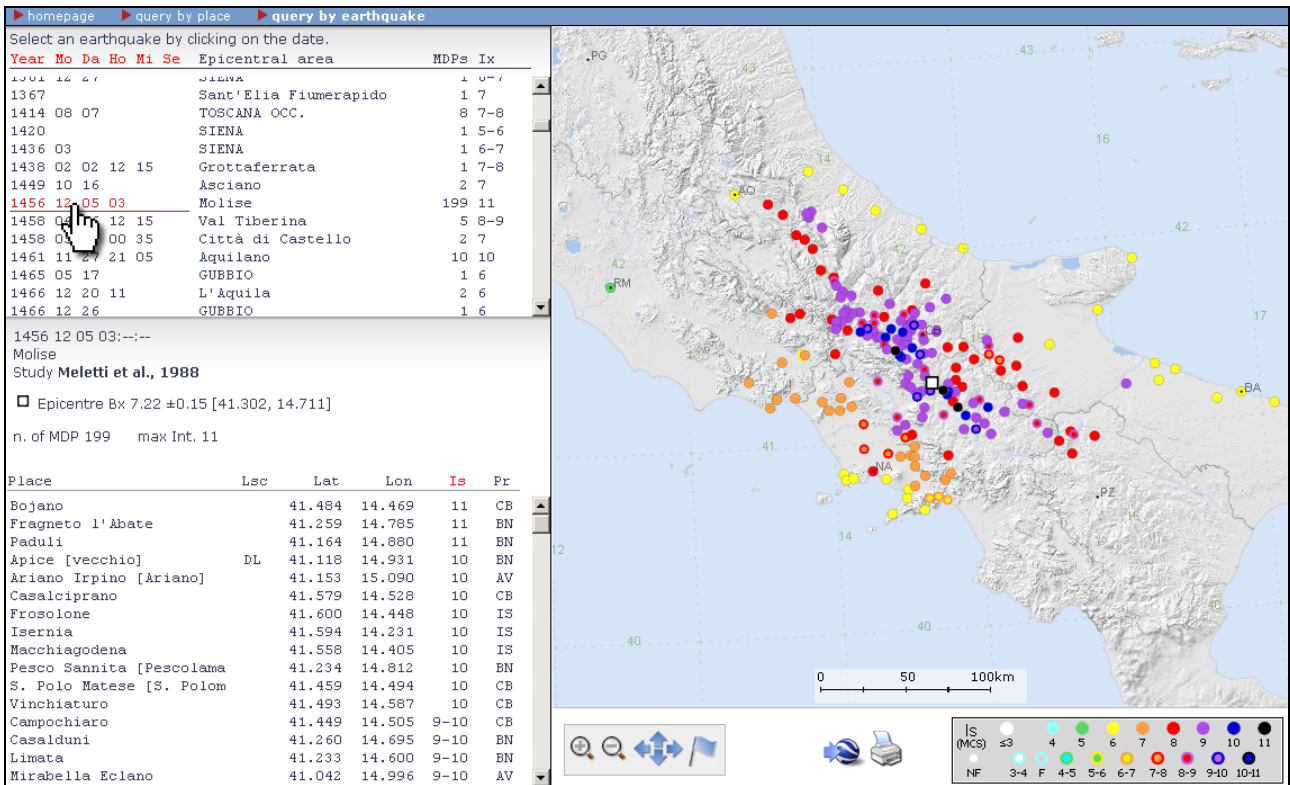 homepage query by place query by earthquake
Select an earthquake by clicking on the date.
Year Mo Da Ho Mi Se Epicentral area MDPs Ix
1367 Sant'Elia Fiumerapido 1 7
1414 08 07 TOSCANA OCC. 8 7-8
1420 SIENA 1 5-6
1436 03 SIENA 1 6-7
1438 02 02 12 15 Grottaferrata 1 7-8
1449 10 16 Asciano 2 7
1456 12 05 03 Molise 199 11
1458 12 15 Val Tiberina 5 8-9
1458 00 35 Città di Castello 2 7
1461 11 27 21 05 Aquilano 10 10
1465 05 17 GUBBIO 1 6
1466 12 20 11 L'Aquila 2 6
1466 12 26 GUBBIO 1 6
1456 12 05 03:--:--
Molise
Study Meletti et al., 1988
Epicentre Bx 7.22 ±0.15 [41.302, 14.711]
n. of MDP 199 max Int. 11
Place Lsc Lat Lon Is Pr
Bojano 41.484 14.469 11 CB
Fragneto l'Abate 41.259 14.785 11 BN
Paduli 41.164 14.880 11 BN
Apice [vecchio] DL 41.118 14.931 10 BN
Ariano Irpino [Ariano] 41.153 15.090 10 AV
Casalciprano 41.579 14.528 10 CB
Frosolone 41.600 14.448 10 IS
Isernia 41.594 14.231 10 IS
Macchiagodena 41.558 14.405 10 IS
Pesco Sannita [Pescolama 41.234 14.812 10 BN
S. Polo Matese [S. Polom 41.459 14.494 10 CB
Vinchiaturo 41.493 14.587 10 CB
Campochiaro 41.449 14.505 9-10 CB
Casalduni 41.260 14.695 9-10 BN
Limata 41.233 14.600 9-10 BN
Mirabella Eclano 41.042 14.996 9-10 AV
PG
43
43
16
14
AQ
42
42
42
RM
17
CB
BA
41
NA
PZ
16
14
12
40
40
40
0 50 100km
Is
(MCS)
≤3 4 5 6 7 8 9 10 11
NF 3-4 F 4-5 5-6 6-7 7-8 8-9 9-10 10-11